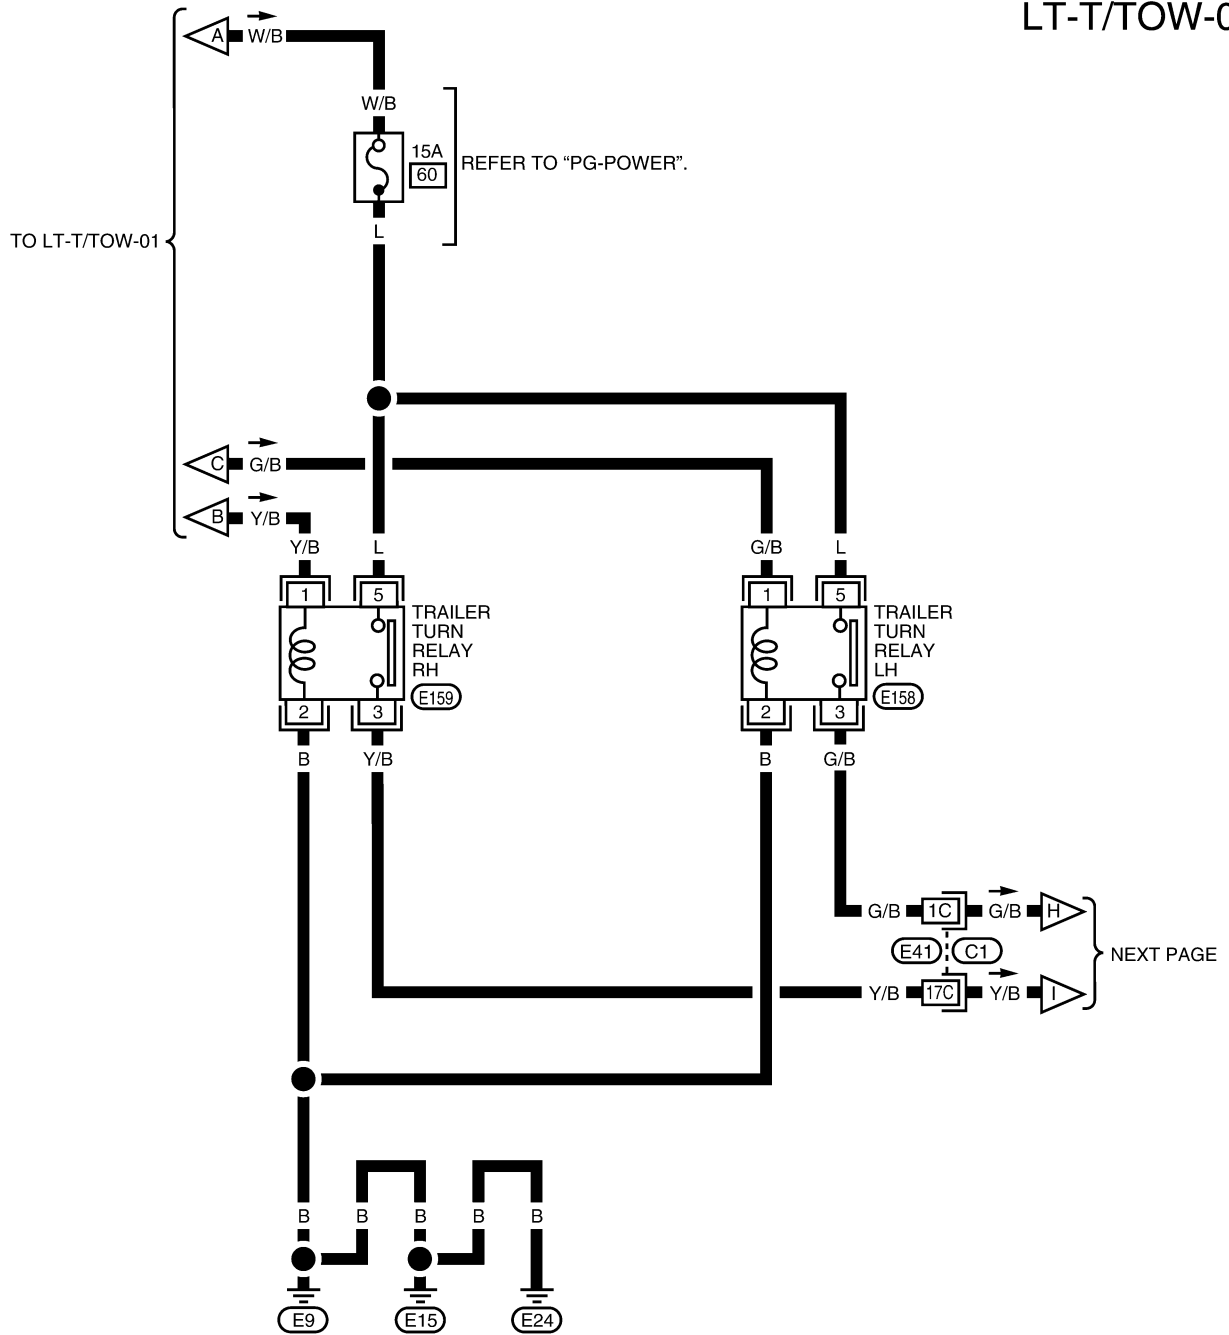 LT-T/TOW-0
A W/B
W/B
15A
60
REFER TO “PG-POWER”.
L
TO LT-T/TOW-01
C G/B
B Y/B
Y/B L G/B L
1 5 1 5
TRAILER
TURN
RELAY
RH
E159
TRAILER
TURN
RELAY
LH
E158
2 3 2 3
B Y/B B G/B
G/B 1C G/B H
E41 C1
NEXT PAGE
Y/B 17C Y/B I
B B B B B
E9 E15 E24